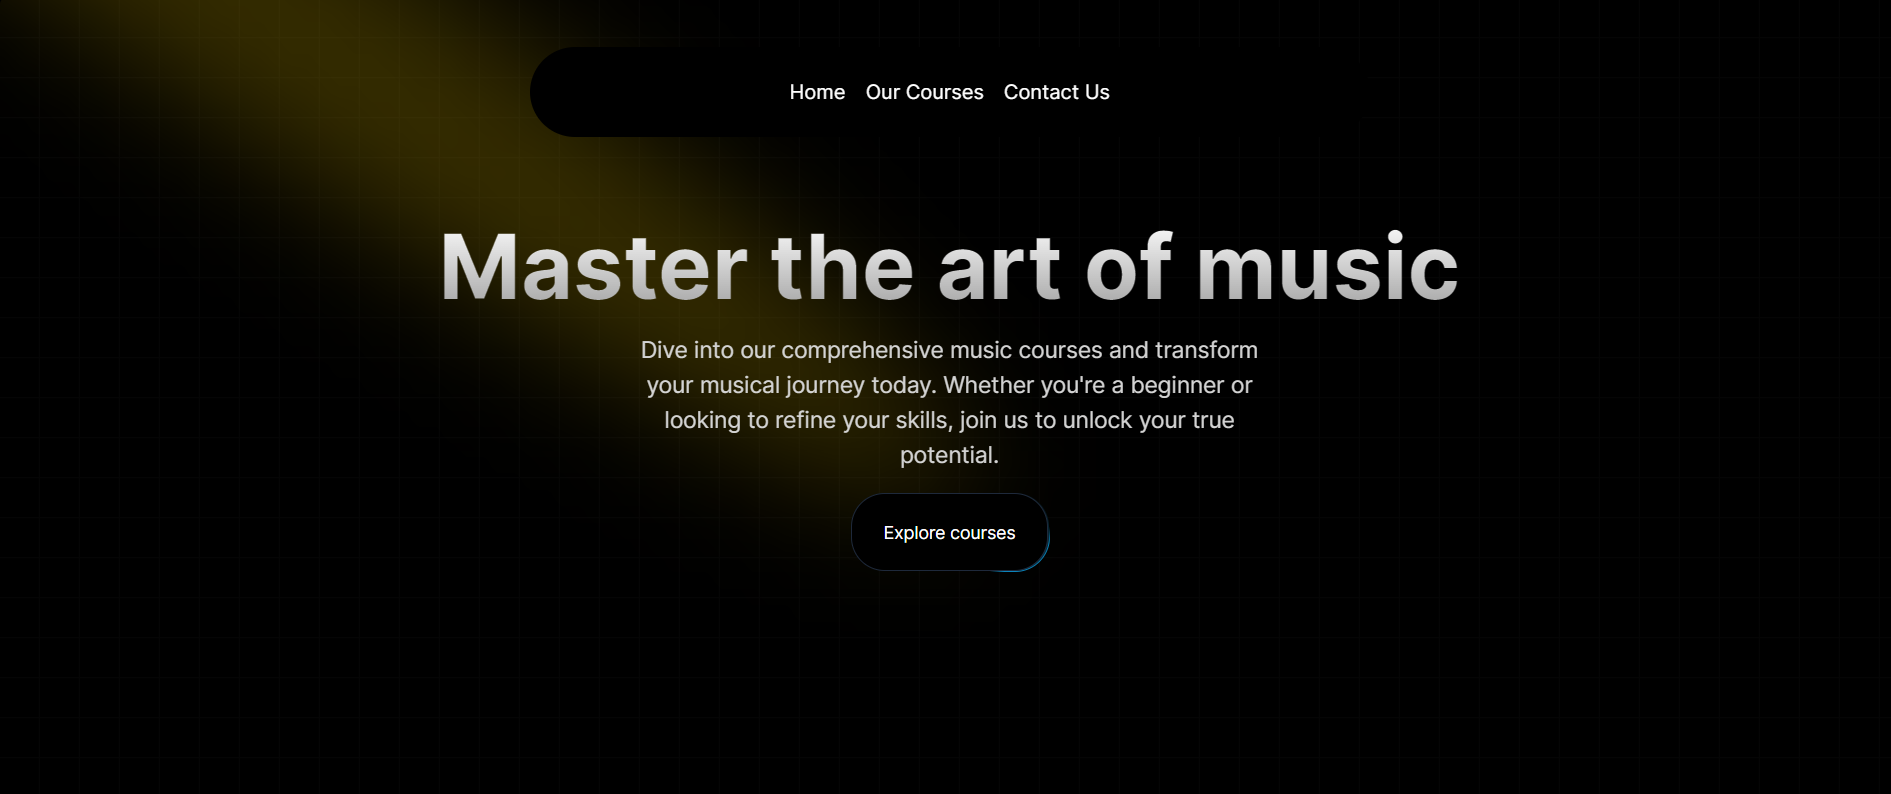 Home Our Courses Contact Us
Master the art of music
Dive into our comprehensive music courses and transform
your musical journey today. Whether you're a beginner or
looking to refine your skills, join us to unlock your true
potential.
Explore courses